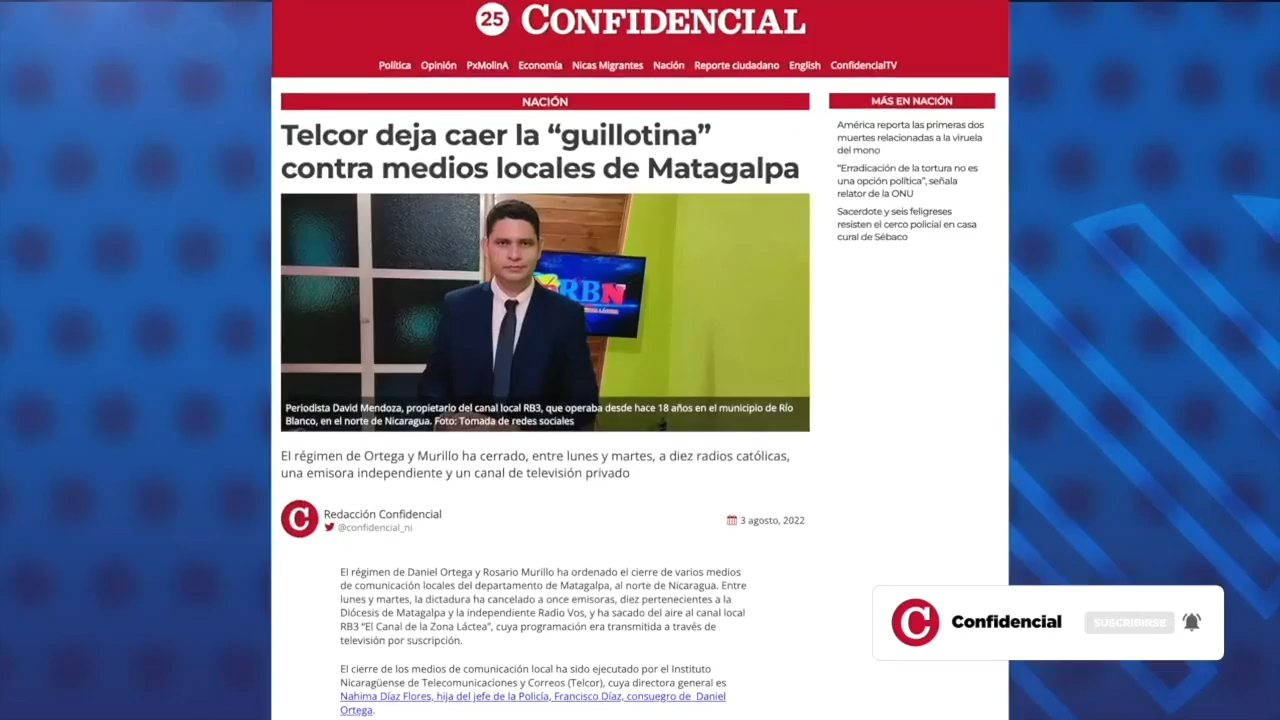 25 CONFIDENCIAL
Política Opinión PxMolinA Economía Nicas Migrantes Nación Reporte ciudadano English ConfidencialTV
NACIÓN
Telcor deja caer la “guillotina”
contra medios locales de Matagalpa
RBN
Periodista David Mendoza, propietario del canal local RB3, que operaba desde hace 18 años en el municipio de Río
Blanco, en el norte de Nicaragua. Foto: Tomada de redes sociales
El régimen de Ortega y Murillo ha cerrado, entre lunes y martes, a diez radios católicas,
una emisora independiente y un canal de televisión privado
C
Redacción Confidencial
@confidencial_ni
3 agosto, 2022
El régimen de Daniel Ortega y Rosario Murillo ha ordenado el cierre de varios medios
de comunicación locales del departamento de Matagalpa, al norte de Nicaragua. Entre
lunes y martes, la dictadura ha cancelado a once emisoras, diez pertenecientes a la
Diócesis de Matagalpa y la independiente Radio Vos, y ha sacado del aire al canal local
RB3 “El Canal de la Zona Láctea”, cuya programación era transmitida a través de
televisión por suscripción.
El cierre de los medios de comunicación local ha sido ejecutado por el Instituto
Nicaragüense de Telecomunicaciones y Correos (Telcor), cuya directora general es
Nahima Díaz Flores, hija del jefe de la Policía, Francisco Díaz, consuegro de Daniel
Ortega.
MÁS EN NACIÓN
América reporta las primeras dos
muertes relacionadas a la viruela
del mono
“Erradicación de la tortura no es
una opción política”, señala
relator de la ONU
Sacerdote y seis feligreses
resisten el cerco policial en casa
cural de Sébaco
C Confidencial SUSCRIBIRSE